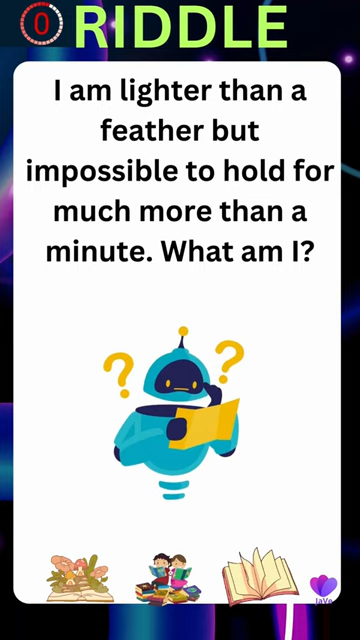 0 RIDDLE
I am lighter than a
feather but
impossible to hold for
much more than a
minute. What am I?
? ?